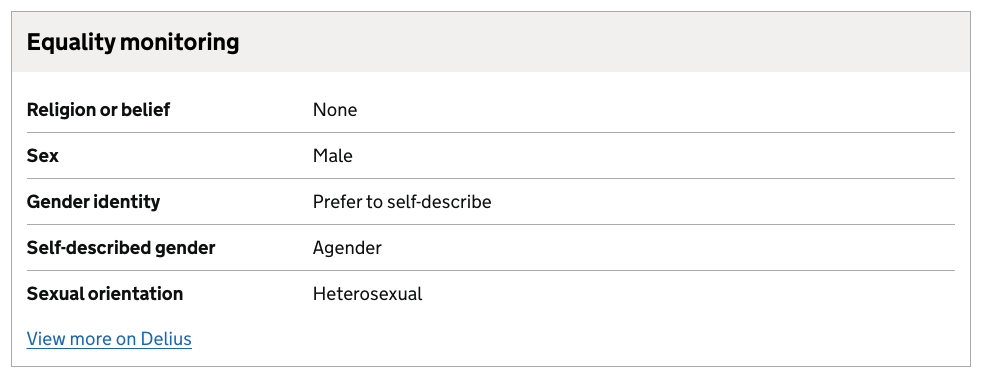 Equality monitoring
Religion or belief None
Sex Male
Gender identity Prefer to self-describe
Self-described gender Agender
Sexual orientation Heterosexual
View more on Delius